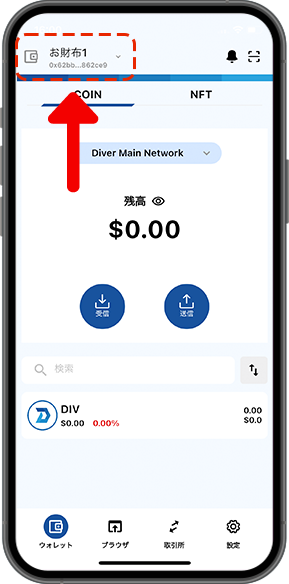 お財布1
0x62bb...862ce9
COIN
NFT
Diver Main Network
残高
$0.00
受信
送信
検索
DIV
0.00
$0.00
0.00%
$0.0
ウォレット
ブラウザ
取引所
設定